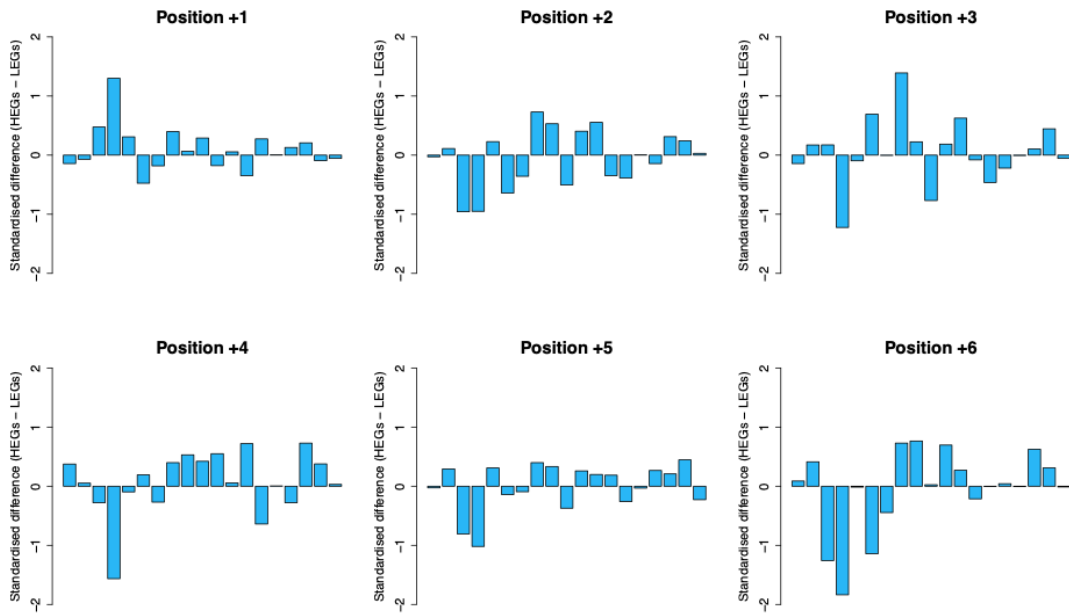 Position +1
Standardised difference (HEGs − LEGs)
2
1
0
−1
−2
Position +2
Standardised difference (HEGs − LEGs)
2
1
0
−1
−2
Position +3
Standardised difference (HEGs − LEGs)
2
1
0
−1
−2
Position +4
Standardised difference (HEGs − LEGs)
2
1
0
−1
−2
Position +5
Standardised difference (HEGs − LEGs)
2
1
0
−1
−2
Position +6
Standardised difference (HEGs − LEGs)
2
1
0
−1
−2